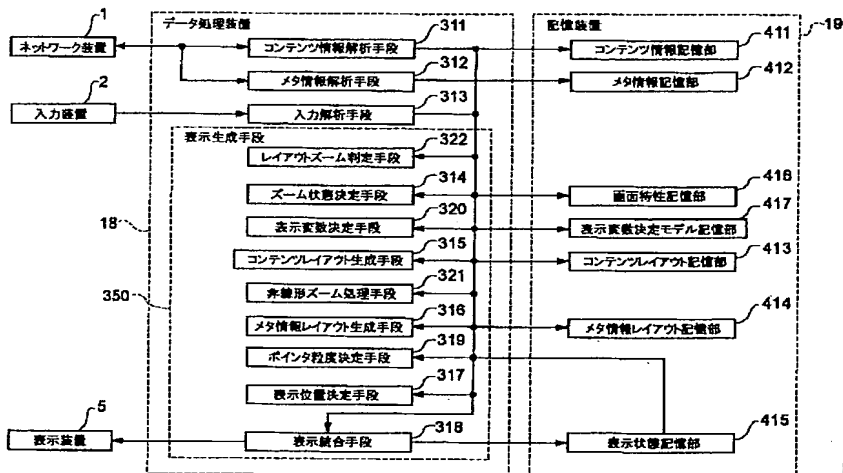 データ処理装置
記憶装置
19
1
ネットワーク装置
311
コンテンツ情報解析手段
411
コンテンツ情報記憶部
312
メタ情報解析手段
412
メタ情報記憶部
2
入力装置
313
入力解析手段
表示生成手段
322
レイアウトズーム判定手段
314
ズーム状態決定手段
416
画面特性記憶部
320
表示変数決定手段
417
表示変数決定モデル記憶部
18
315
コンテンツレイアウト生成手段
413
コンテンツレイアウト記憶部
350
321
非線形ズーム処理手段
316
メタ情報レイアウト生成手段
414
メタ情報レイアウト記憶部
319
ポインタ粒度決定手段
317
表示位置決定手段
5
表示装置
318
表示統合手段
415
表示状態記憶部